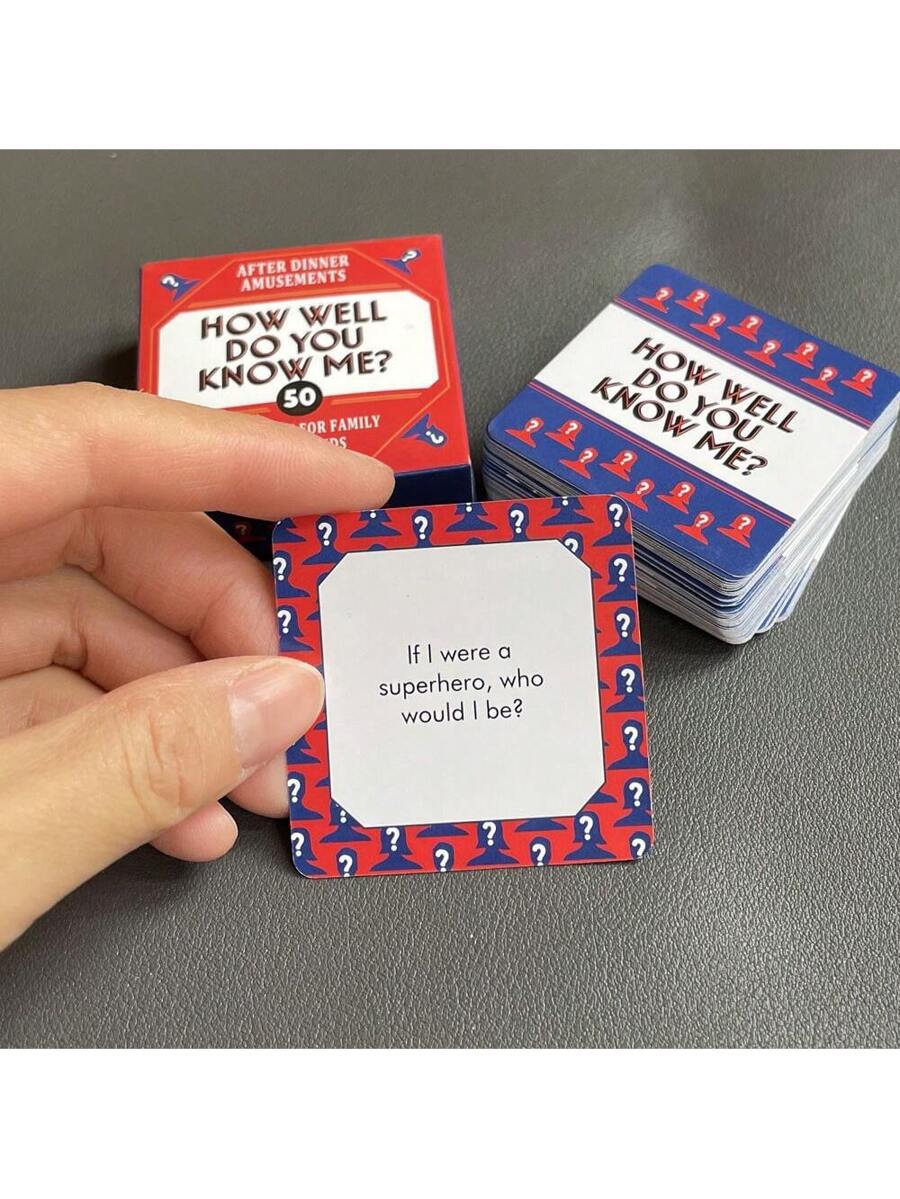 AFTER DINNER
AMUSEMENTS
HOW WELL
DO YOU
KNOW ME?
50
FOR FAMILY
HOW WELL
DO YOU
KNOW ME?
If I were a
superhero, who
would I be?